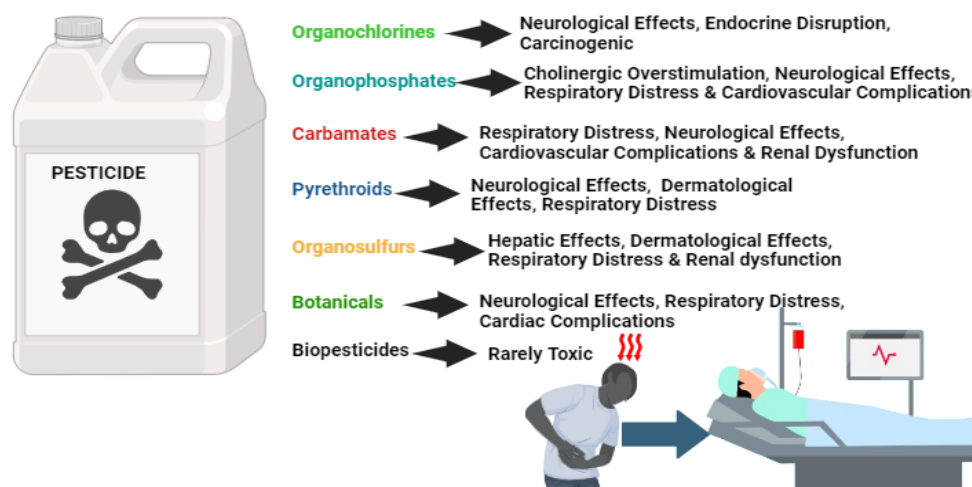 PESTICIDE
Organochlorines
Neurological Effects, Endocrine Disruption,
Carcinogenic
Organophosphates
Cholinergic Overstimulation, Neurological Effects,
Respiratory Distress & Cardiovascular Complications
Carbamates
Respiratory Distress, Neurological Effects,
Cardiovascular Complications & Renal Dysfunction
Pyrethroids
Neurological Effects, Dermatological
Effects, Respiratory Distress
Organosulfurs
Hepatic Effects, Dermatological Effects,
Respiratory Distress & Renal dysfunction
Botanicals
Neurological Effects, Respiratory Distress,
Cardiac Complications
Biopesticides
Rarely Toxic